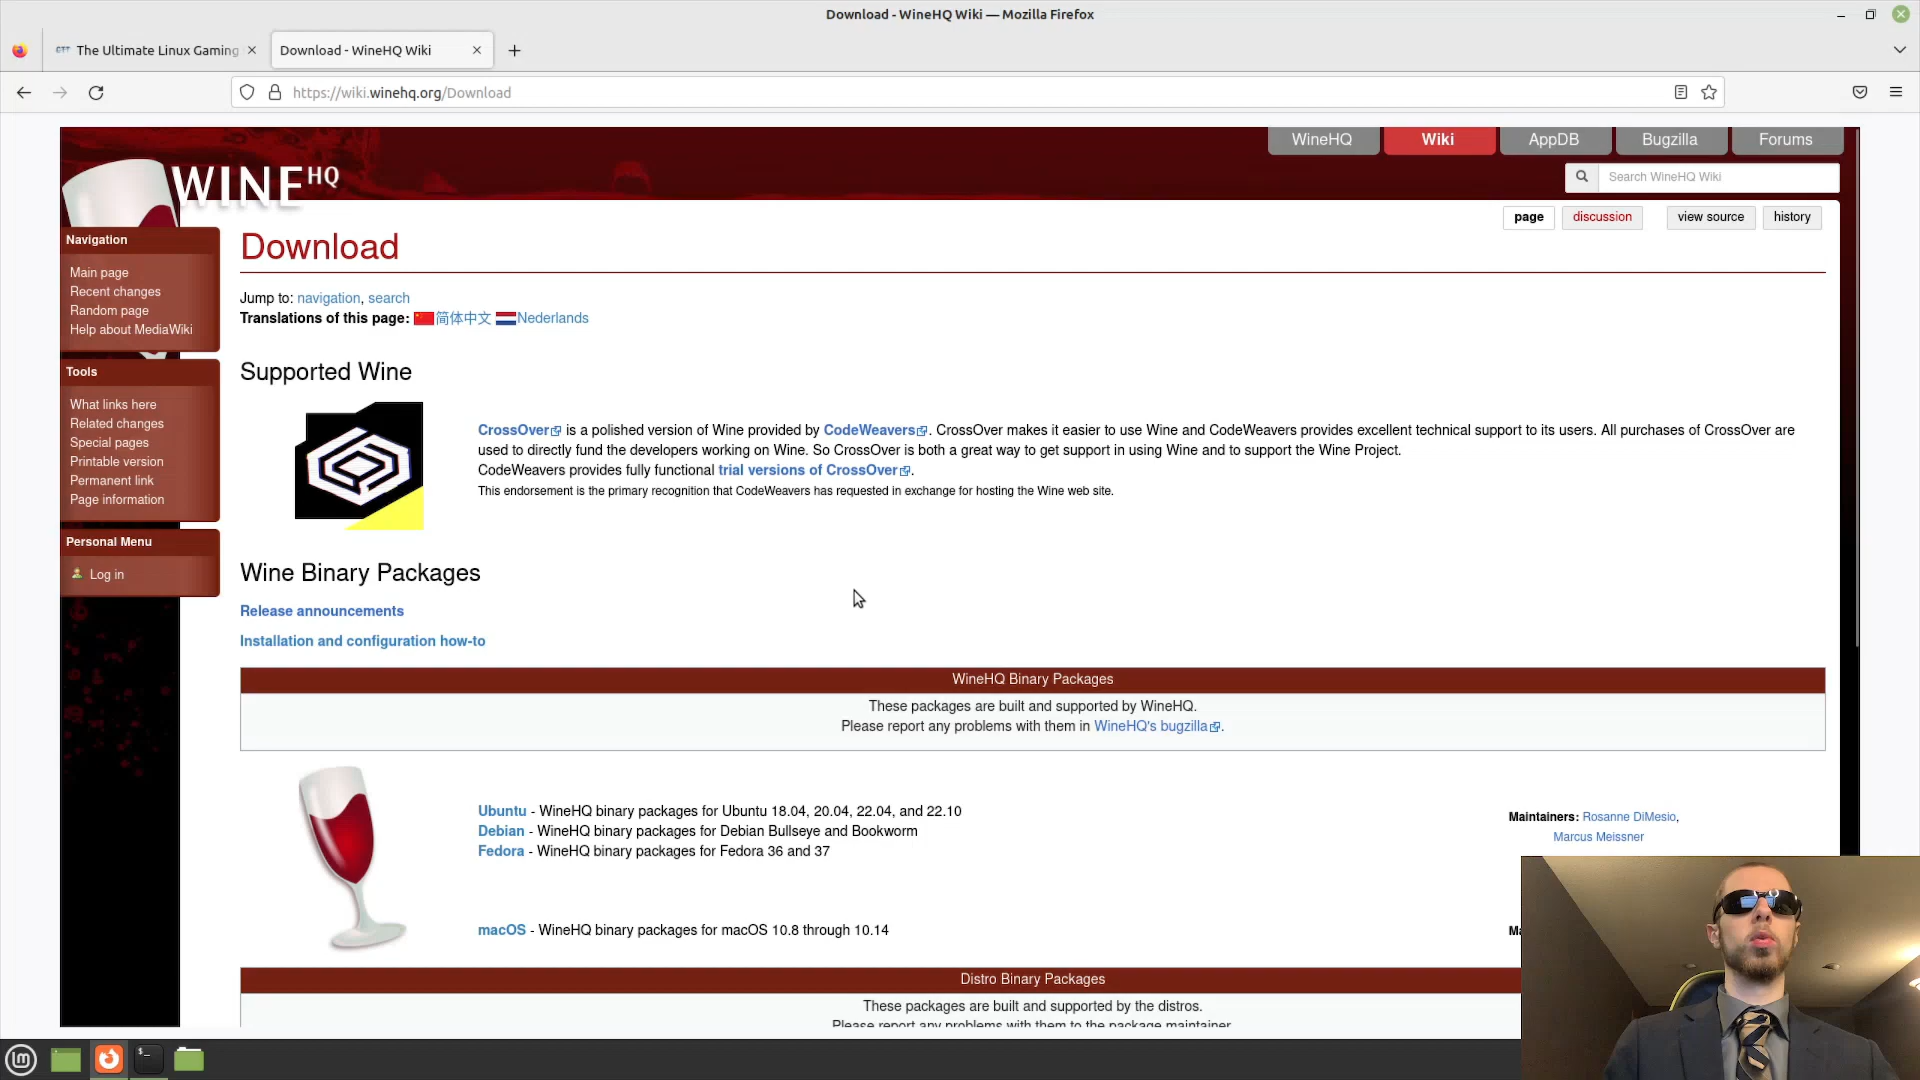 Download - WineHQ Wiki — Mozilla Firefox
The Ultimate Linux Gaming
Download - WineHQ Wiki
https://wiki.winehq.org/Download
WineHQ
Wiki
AppDB
Bugzilla
Forums
WINE HQ
Search WineHQ Wiki
page
discussion
view source
history
Navigation
Main page
Recent changes
Random page
Help about MediaWiki
Tools
What links here
Related changes
Special pages
Printable version
Permanent link
Page information
Personal Menu
Log in
Download
Jump to: navigation, search
Translations of this page: 简体中文 Nederlands
Supported Wine
CrossOver is a polished version of Wine provided by CodeWeavers. CrossOver makes it easier to use Wine and CodeWeavers provides excellent technical support to its users. All purchases of CrossOver are
used to directly fund the developers working on Wine. So CrossOver is both a great way to get support in using Wine and to support the Wine Project.
CodeWeavers provides fully functional trial versions of CrossOver.
This endorsement is the primary recognition that CodeWeavers has requested in exchange for hosting the Wine web site.
Wine Binary Packages
Release announcements
Installation and configuration how-to
WineHQ Binary Packages
These packages are built and supported by WineHQ.
Please report any problems with them in WineHQ's bugzilla.
Ubuntu - WineHQ binary packages for Ubuntu 18.04, 20.04, 22.04, and 22.10
Debian - WineHQ binary packages for Debian Bullseye and Bookworm
Fedora - WineHQ binary packages for Fedora 36 and 37
Maintainers: Rosanne DiMesio,
Marcus Meissner
macOS - WineHQ binary packages for macOS 10.8 through 10.14
Distro Binary Packages
These packages are built and supported by the distros.
Please report any problems with them to the package maintainer